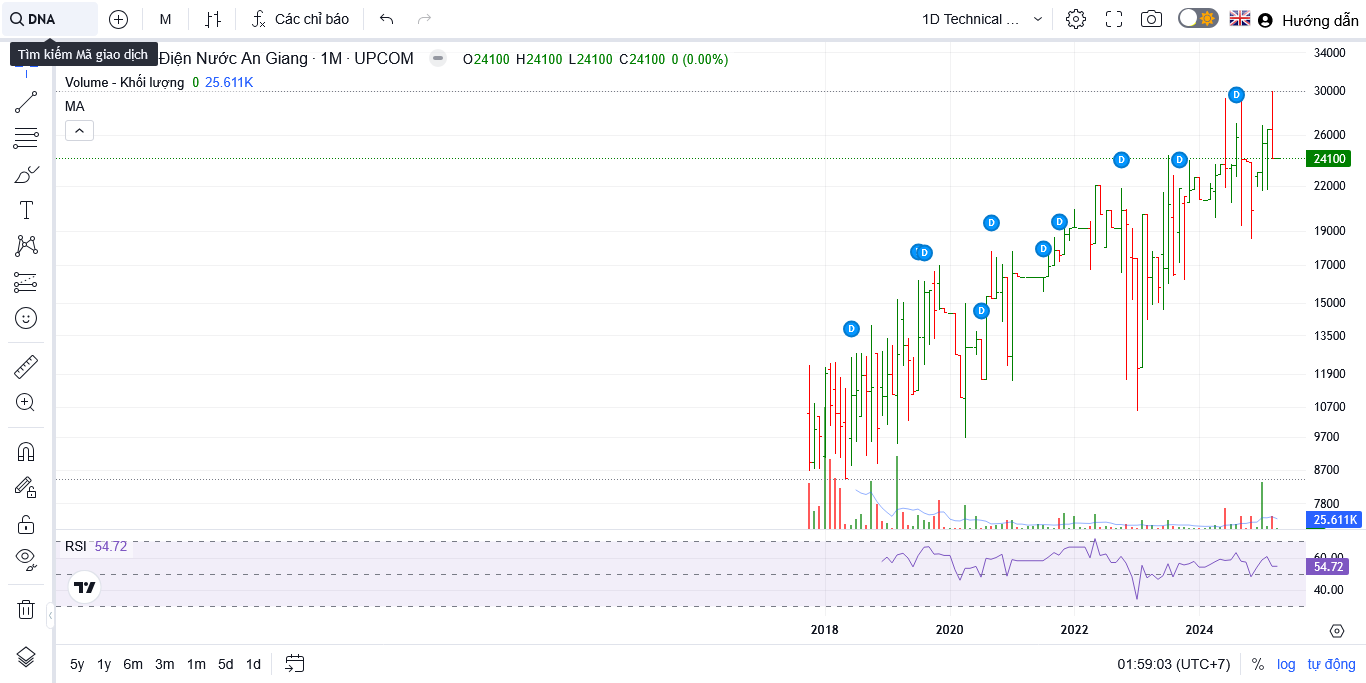 DNA
M
Các chỉ báo
1D Technical ...
Hướng dẫn
Tìm kiếm Mã giao dịch
Điện Nước An Giang · 1M · UPCOM
O24100 H24100 L24100 C24100 0 (0.00%)
Volume - Khối lượng 0 25.611K
MA
34000
30000
26000
24100
22000
19000
17000
15000
13500
11900
10700
9700
8700
7800
25.611K
D
D
D
D
D
D
D
D
D
RSI 54.72
60.00
54.72
40.00
2018
2020
2022
2024
5y 1y 6m 3m 1m 5d 1d
01:59:03 (UTC+7)
%
log
tự động